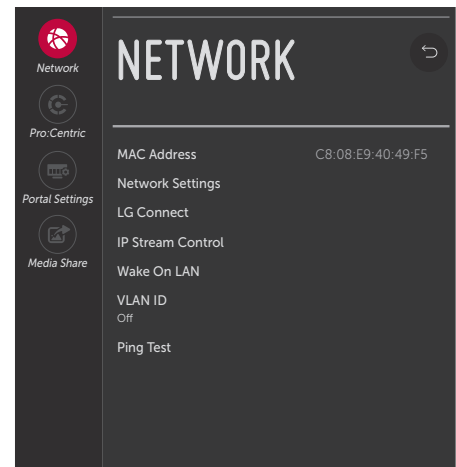 Network
Pro:Centric
Portal Settings
Media Share
NETWORK
MAC Address C8:08:E9:40:49:F5
Network Settings
LG Connect
IP Stream Control
Wake On LAN
VLAN ID
Off
Ping Test